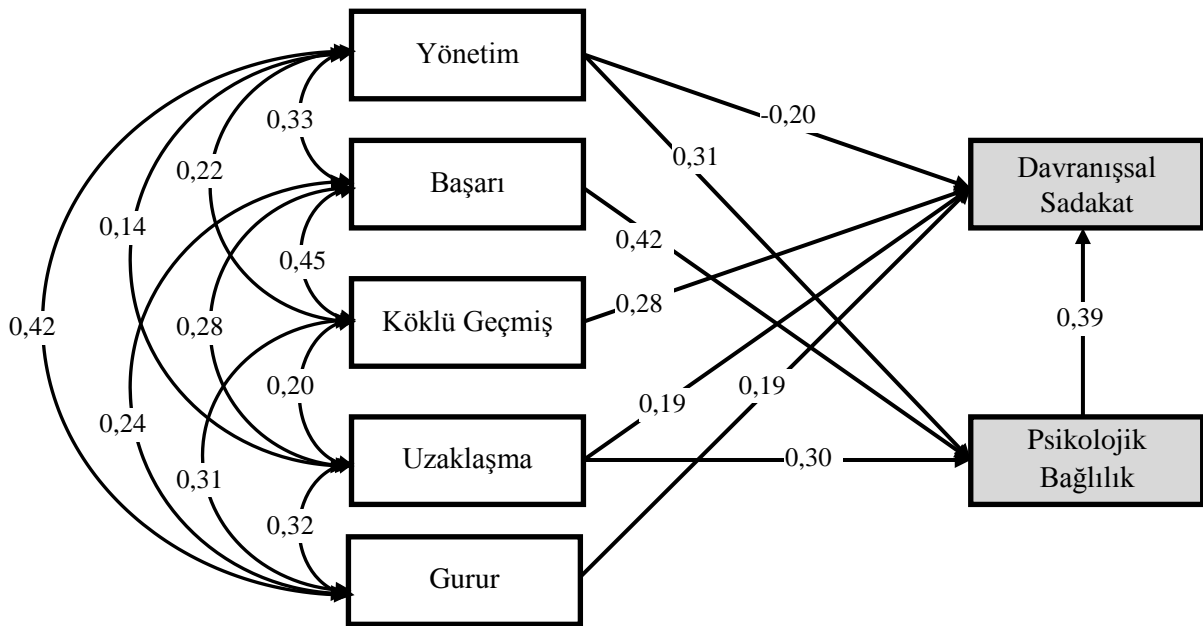 Yönetim
0,33
-0,20
0,31
Başarı
Davranışsal
Sadakat
0,22
0,14
0,42
0,45
Köklü Geçmiş
0,28
0,42
0,28
0,39
0,20
0,19
0,19
0,24
Uzaklaşma
0,30
Psikolojik
Bağlılık
0,31
0,32
Gurur